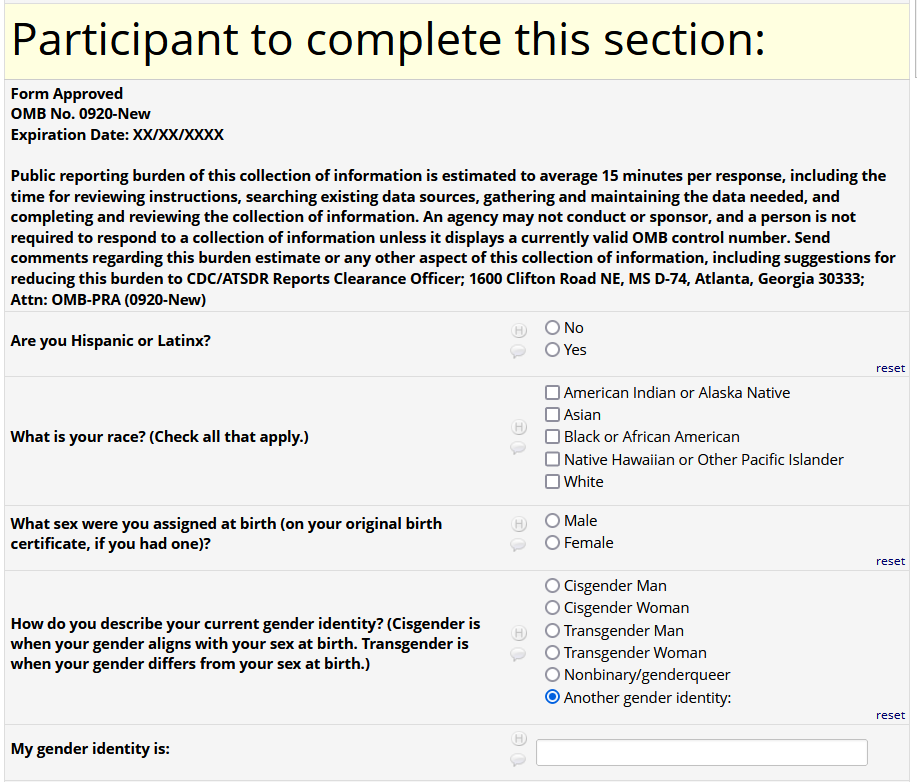 Participant to complete this section:
Form Approved
OMB No. 0920-New
Expiration Date: XX/XX/XXXX
Public reporting burden of this collection of information is estimated to average 15 minutes per response, including the
time for reviewing instructions, searching existing data sources, gathering and maintaining the data needed, and
completing and reviewing the collection of information. An agency may not conduct or sponsor, and a person is not
required to respond to a collection of information unless it displays a currently valid OMB control number. Send
comments regarding this burden estimate or any other aspect of this collection of information, including suggestions for
reducing this burden to CDC/ATSDR Reports Clearance Officer; 1600 Clifton Road NE, MS D-74, Atlanta, Georgia 30333;
Attn: OMB-PRA (0920-New)
Are you Hispanic or Latinx?
H
No
Yes
reset
What is your race? (Check all that apply.)
H
American Indian or Alaska Native
Asian
Black or African American
Native Hawaiian or Other Pacific Islander
White
What sex were you assigned at birth (on your original birth
certificate, if you had one)?
H
Male
Female
reset
How do you describe your current gender identity? (Cisgender is
when your gender aligns with your sex at birth. Transgender is
when your gender differs from your sex at birth.)
H
Cisgender Man
Cisgender Woman
Transgender Man
Transgender Woman
Nonbinary/genderqueer
Another gender identity:
reset
My gender identity is:
H